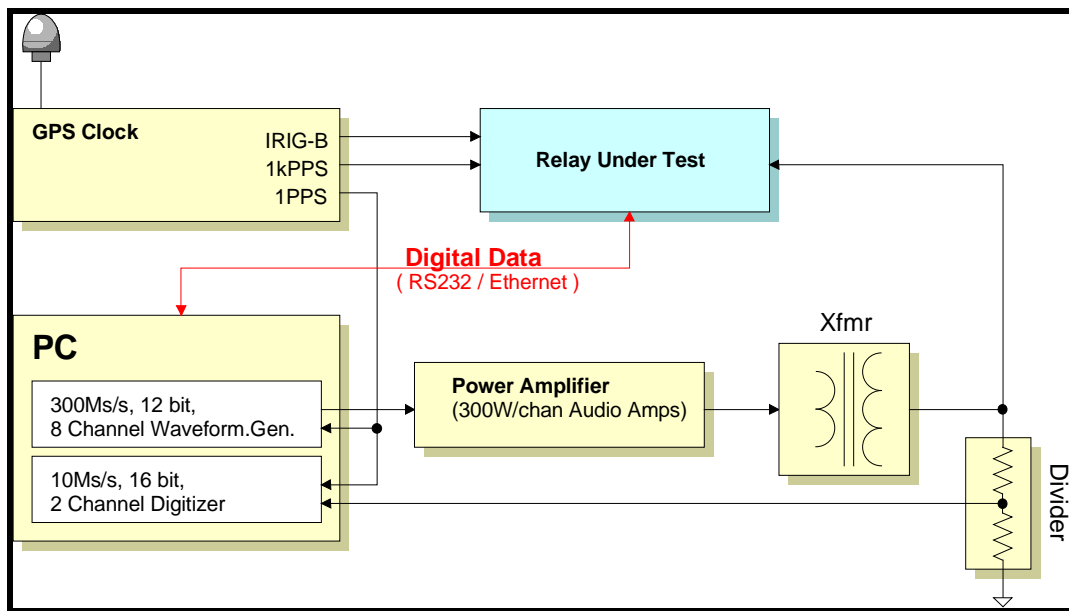 GPS Clock
IRIG-B
1kPPS
1PPS
Relay Under Test
Digital Data
( RS232 / Ethernet )
PC
300Ms/s, 12 bit,
8 Channel Waveform.Gen.
10Ms/s, 16 bit,
2 Channel Digitizer
Power Amplifier
(300W/chan Audio Amps)
Xfmr
Divider